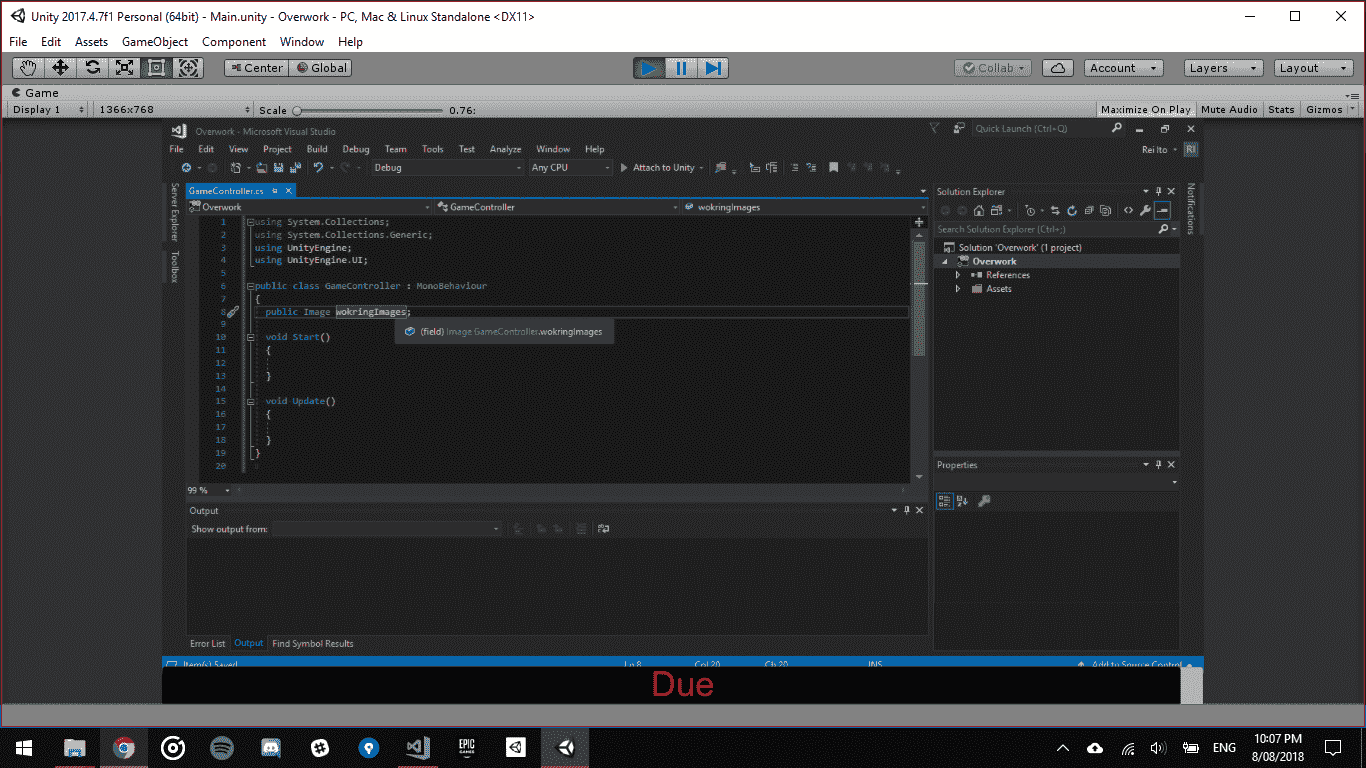 Unity 2017.4.7f1 Personal (64bit) - Main.unity - Overwork - PC, Mac & Linux Standalone <DX11>
File Edit Assets GameObject Component Window Help
Center Global Collab Account Layers Layout
Game
Display 1 1366x768 Scale 0.76: Maximize On Play Mute Audio Stats Gizmos
Overwork - Microsoft Visual Studio Quick Launch (Ctrl+Q)
File Edit View Project Build Debug Team Tools Test Analyze Window Help Rei Ito RI
Debug Any CPU Attach to Unity
Server Explorer
Toolbox
GameController.cs
Overwork GameController wokringImages
1 using System.Collections;
2 using System.Collections.Generic;
3 using UnityEngine;
4 using UnityEngine.UI;
5
6 public class GameController : MonoBehaviour
7 {
8 public Image wokringImages;
(field) Image GameController.wokringImages
9
10 void Start()
11 {
12
13 }
14
15 void Update()
16 {
17
18 }
19 }
20
99 %
Output
Show output from:
Error List Output Find Symbol Results
Solution Explorer
Search Solution Explorer (Ctrl+;)
Solution 'Overwork' (1 project)
Overwork
References
Assets
Properties
Notifications
Item(s) Saved Ln 8 Col 20 Ch 20 INS Add to Source Control
Due
EPIC GAMES
ENG
10:07 PM
8/08/2018